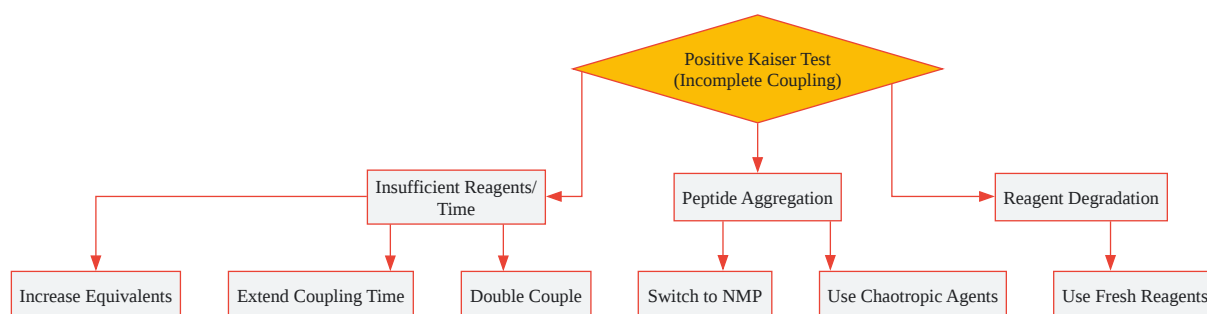 Positive Kaiser Test
(Incomplete Coupling)
Insufficient Reagents/
Time
Peptide Aggregation
Reagent Degradation
Increase Equivalents
Extend Coupling Time
Double Couple
Switch to NMP
Use Chaotropic Agents
Use Fresh Reagents